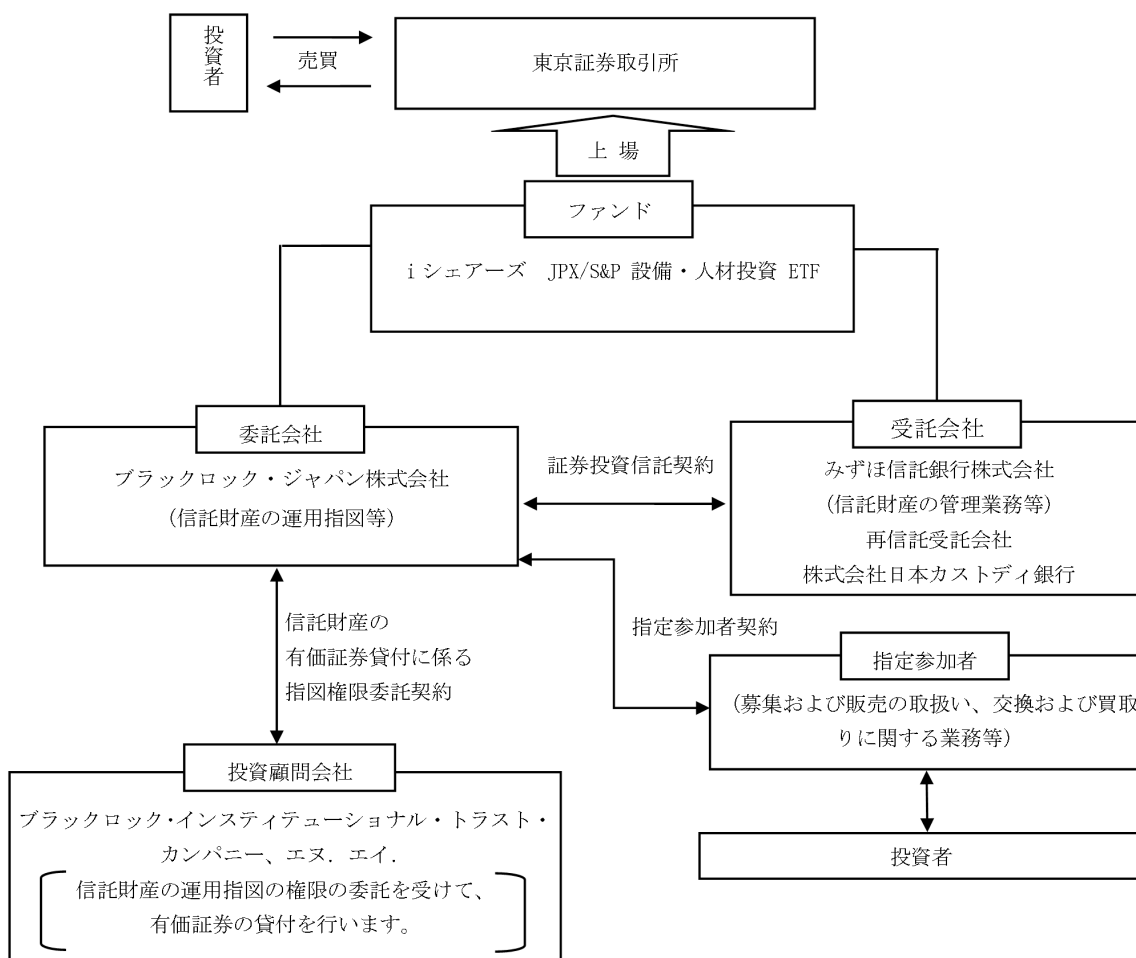 投資者
売買
東京証券取引所
上 場
ファンド
iシェアーズ　JPX/S&P 設備・人材投資 ETF
委託会社
ブラックロック・ジャパン株式会社
（信託財産の運用指図等）
証券投資信託契約
受託会社
みずほ信託銀行株式会社
（信託財産の管理業務等）
再信託受託会社
株式会社日本カストディ銀行
信託財産の
有価証券貸付に係る
指図権限委託契約
指定参加者契約
指定参加者
（募集および販売の取扱い、交換および買取
りに関する業務等）
投資顧問会社
ブラックロック・インスティテューショナル・トラスト・
カンパニー、エヌ．エイ．
信託財産の運用指図の権限の委託を受けて、
有価証券の貸付を行います。
投資者